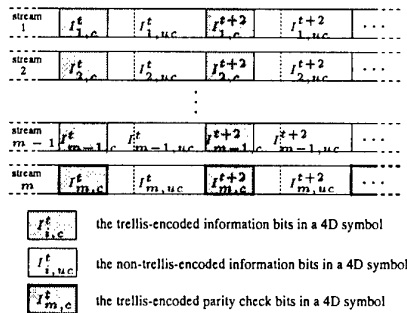 stream 1 I^t_{1,c} I^t_{1,uc} I^{t+2}_{1,c} I^{t+2}_{1,uc} ...
stream 2 I^t_{2,c} I^t_{2,uc} I^{t+2}_{2,c} I^{t+2}_{2,uc} ...
⋮
stream m-1 I^t_{m-1,c} I^t_{m-1,uc} I^{t+2}_{m-1,c} I^{t+2}_{m-1,uc} ...
stream m I^t_{m,c} I^t_{m,uc} I^{t+2}_{m,c} I^{t+2}_{m,uc} ...
I^t_{i,c} the trellis-encoded information bits in a 4D symbol
I^t_{i,uc} the non-trellis-encoded information bits in a 4D symbol
I^t_{m,c} the trellis-encoded parity check bits in a 4D symbol